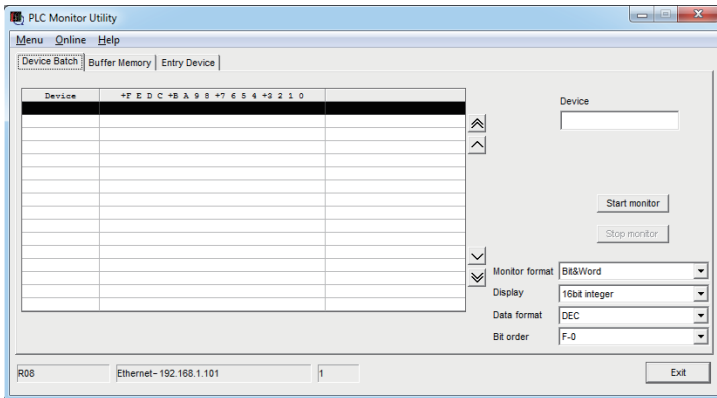 PLC Monitor Utility
Menu Online Help
Device Batch Buffer Memory Entry Device
Device +F E D C +B A 9 8 +7 6 5 4 +3 2 1 0
Device
Start monitor
Stop monitor
Monitor format Bit&Word
Display 16bit integer
Data format DEC
Bit order F-0
R08 Ethernet- 192.168.1.101 1 Exit